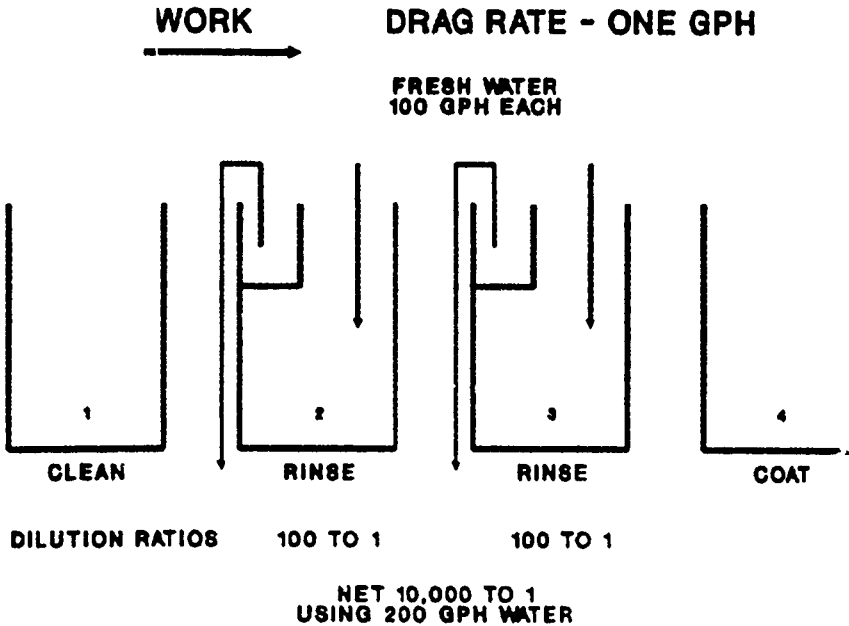 WORK DRAG RATE - ONE GPH
FRESH WATER
100 GPH EACH
1 2 3 4
CLEAN RINSE RINSE COAT
DILUTION RATIOS 100 TO 1 100 TO 1
NET 10,000 TO 1
USING 200 GPH WATER